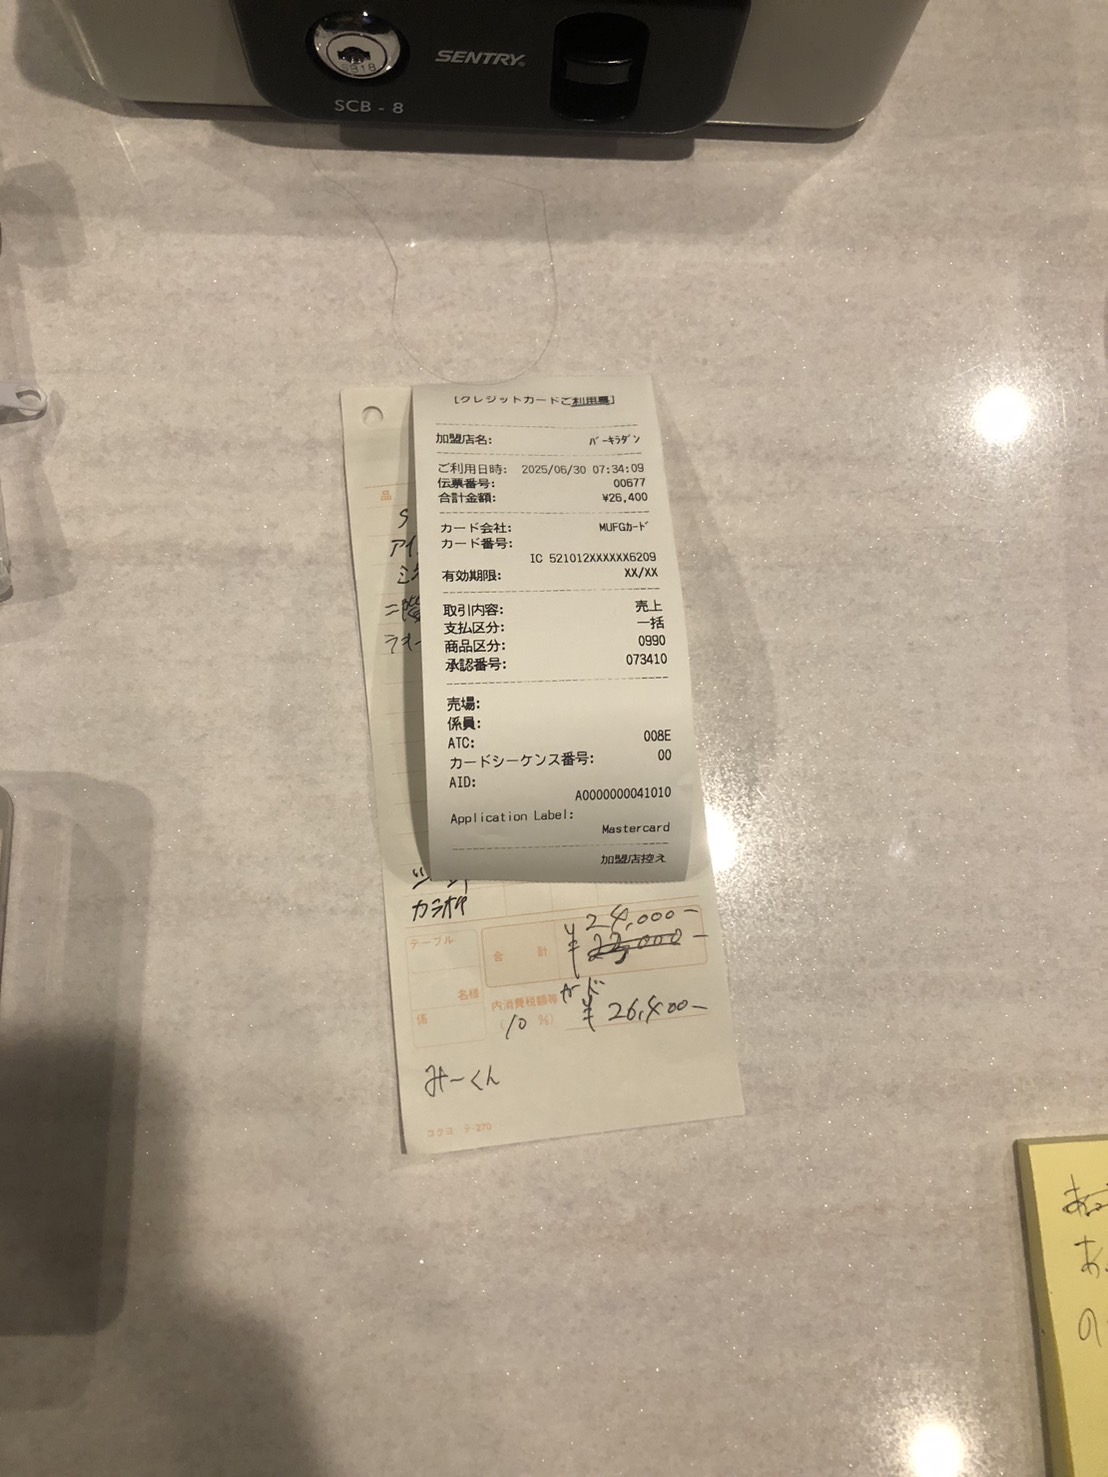 SENTRY
SCB - 8
[クレジットカードご利用票]
加盟店名: バーキラダン
ご利用日時: 2025/06/30 07:34:09
伝票番号: 00677
合計金額: ¥26,400
カード会社: MUFGカード
カード番号:
IC 521012XXXXXX6209
有効期限: XX/XX
取引内容: 売上
支払区分: 一括
商品区分: 0990
承認番号: 073410
売場:
係員:
ATC: 008E
カードシーケンス番号: 00
AID:
A0000000041010
Application Label:
Mastercard
加盟店控え
品
カラオケ
テーブル
名様
係
合計
24,000-
¥ 22,000-
内消費税額等
( 10 %)
カード
¥ 26,400-
みーくん
コクヨ テ-270